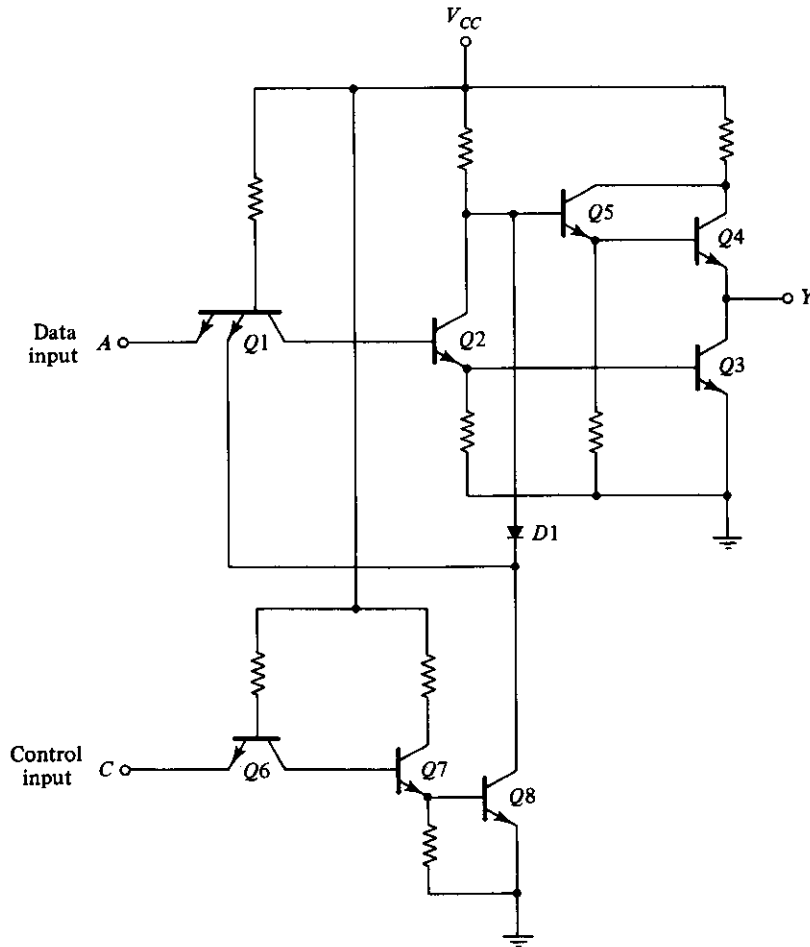 V_CC
Q5
Q4
Y
Data
input
A
Q1
Q2
Q3
D1
Control
input
C
Q6
Q7
Q8